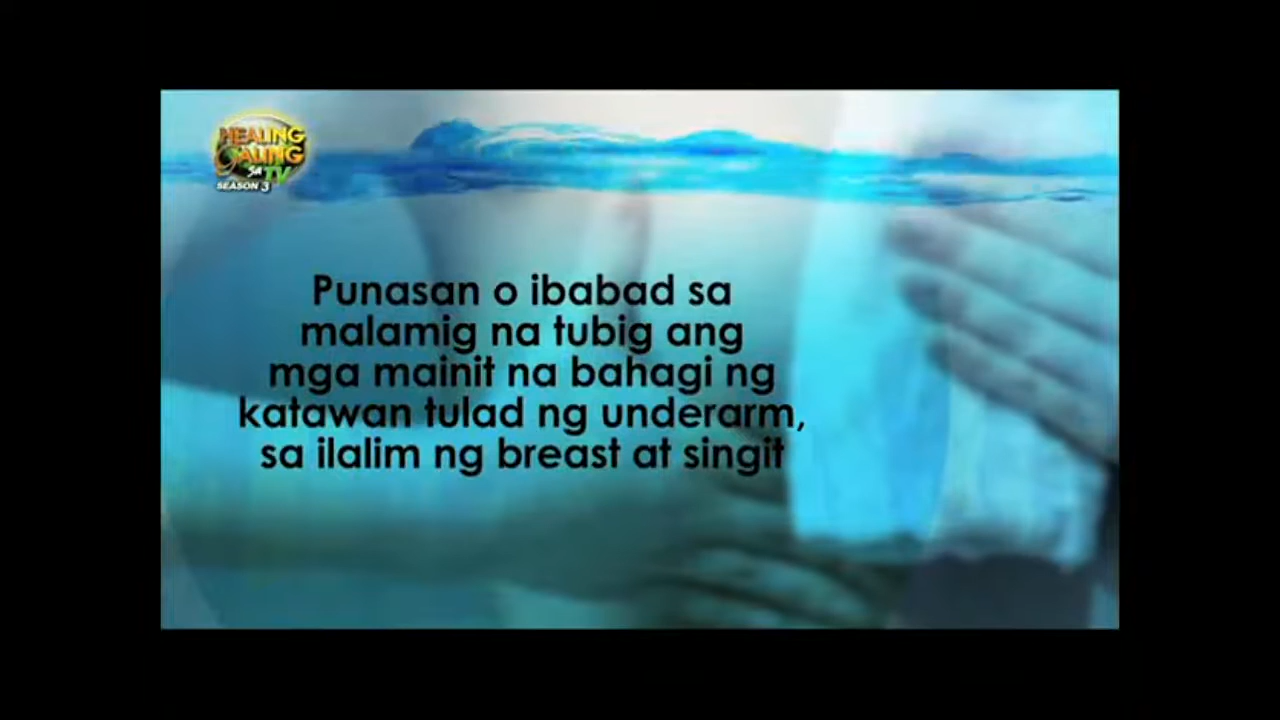 HEALING
GALING
SA TV
SEASON 3
Punasan o ibabad sa
malamig na tubig ang
mga mainit na bahagi ng
katawan tulad ng underarm,
sa ilalim ng breast at singit